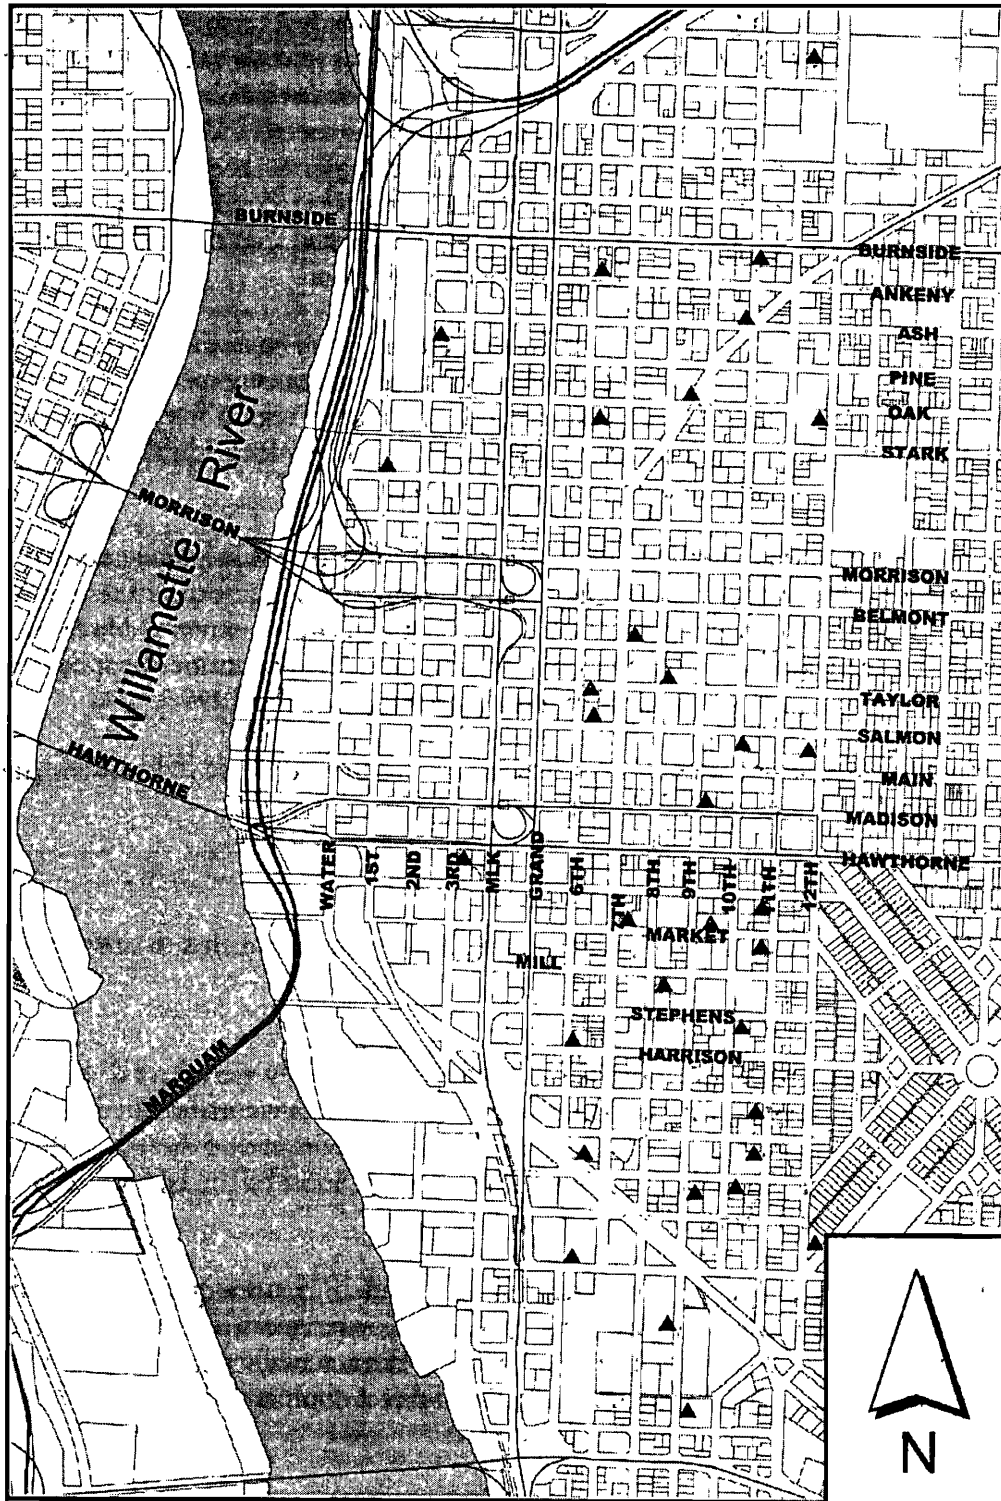 BURNSIDE
BURNSIDE
ANKENY
ASH
PINE
OAK
STARK
Willamette River
MORRISON
MORRISON
BELMONT
TAYLOR
SALMON
MAIN
MADISON
HAWTHORNE
HAWTHORNE
WATER
1ST
2ND
3RD
MLK
GRAND
6TH
7TH
8TH
9TH
10TH
11TH
12TH
MARKET
MILL
STEPHENS
HARRISON
MARQUAM
N